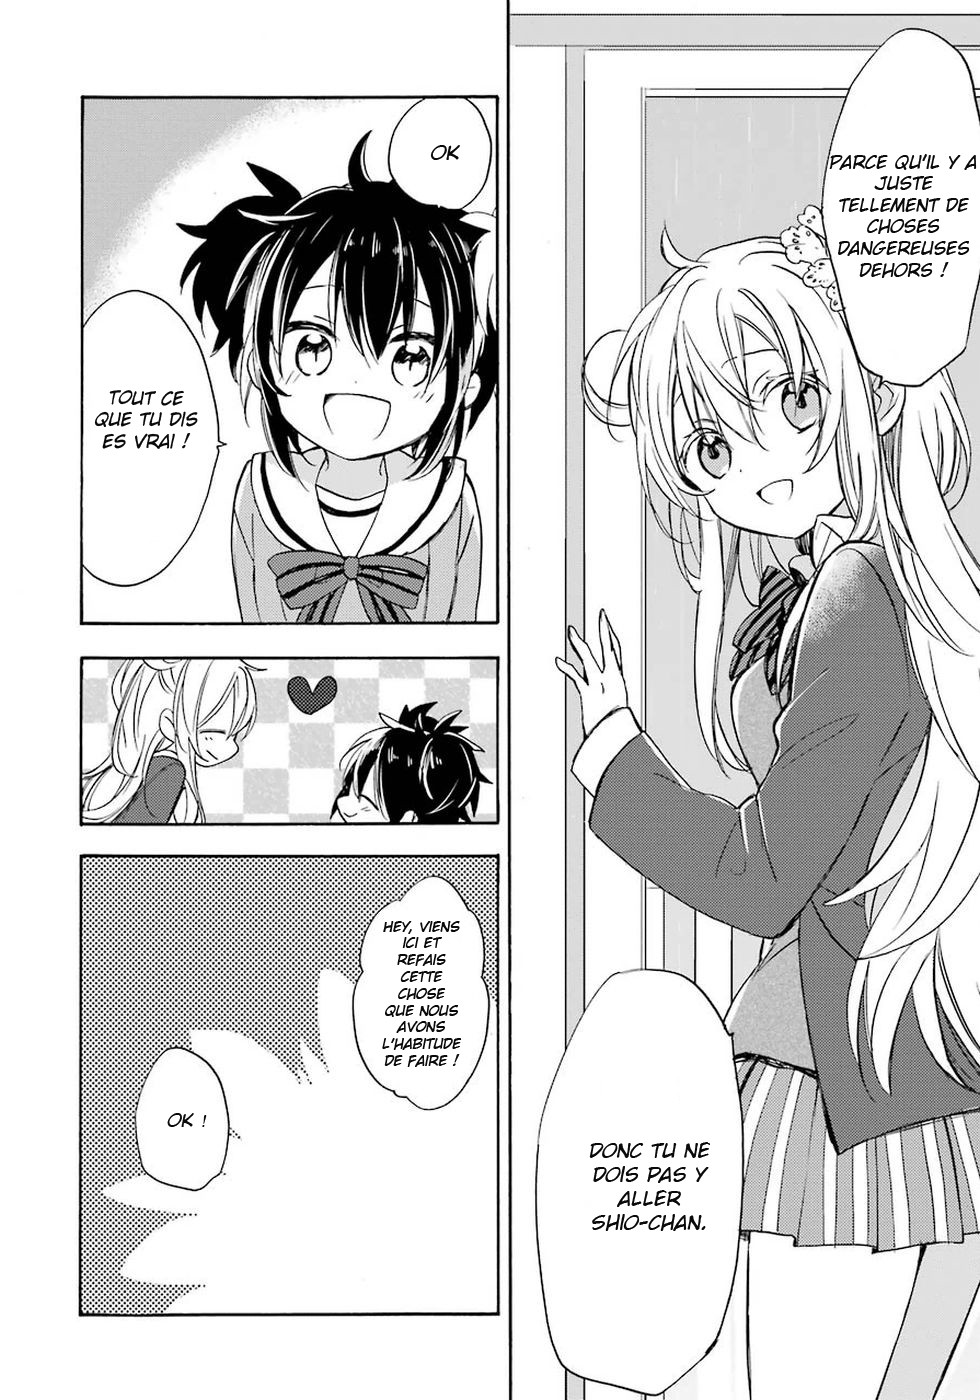 PARCE QU'IL Y A
JUSTE
TELLEMENT DE
CHOSES
DANGEREUSES
DEHORS !
DONC TU NE
DOIS PAS Y
ALLER
SHIO-CHAN.
OK
TOUT CE
QUE TU DIS
ES VRAI !
HEY, VIENS
ICI ET
REFAIS
CETTE
CHOSE
QUE NOUS
AVONS
L'HABITUDE
DE FAIRE !
OK !